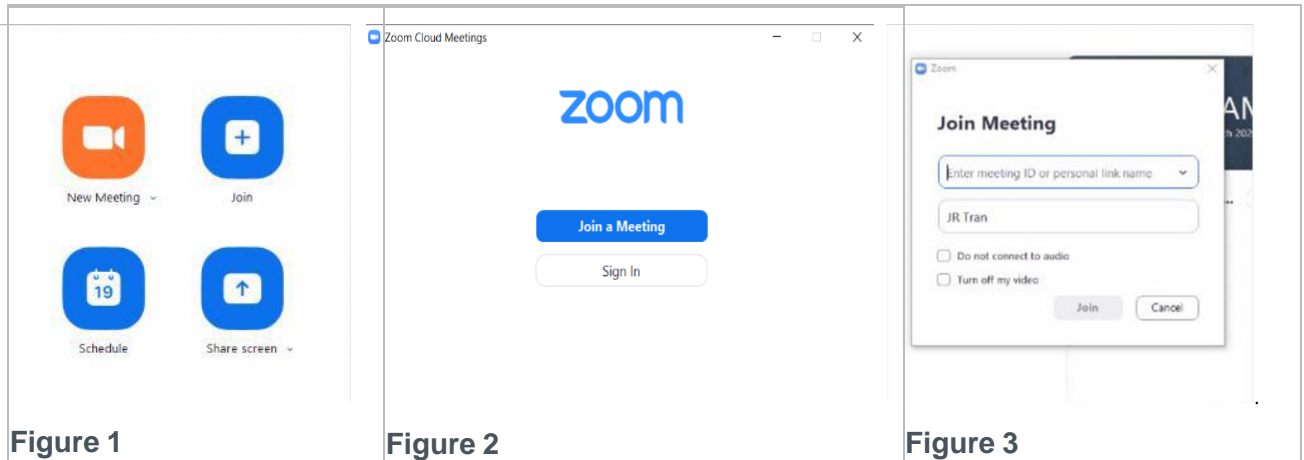 New Meeting
Join
19
Schedule
Share screen
Figure 1
Zoom Cloud Meetings
zoom
Join a Meeting
Sign In
Figure 2
Zoom
Join Meeting
Enter meeting ID or personal link name
JR Tran
Do not connect to audio
Turn off my video
Join
Cancel
Figure 3